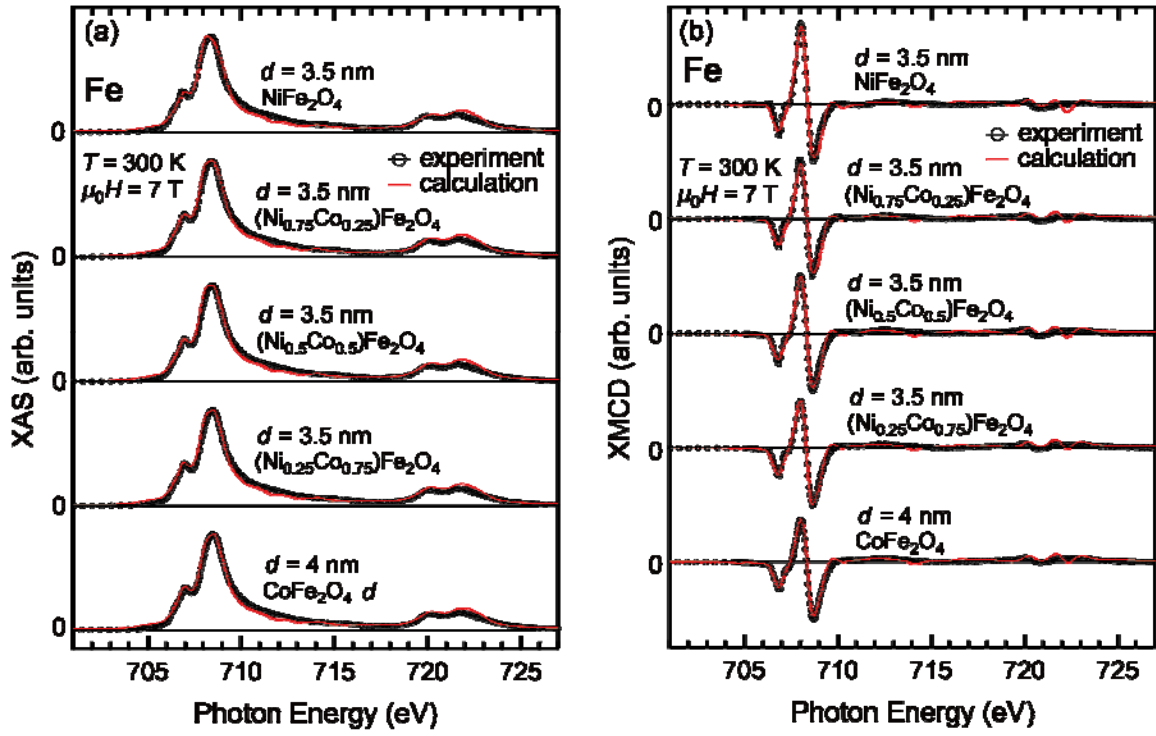 (a)
Fe
d = 3.5 nm
NiFe2O4
0
T = 300 K
μ0H = 7 T
experiment
calculation
d = 3.5 nm
(Ni0.75Co0.25)Fe2O4
0
d = 3.5 nm
(Ni0.5Co0.5)Fe2O4
0
d = 3.5 nm
(Ni0.25Co0.75)Fe2O4
0
d = 4 nm
CoFe2O4 d
0
XAS (arb. units)
705 710 715 720 725
Photon Energy (eV)
(b)
Fe
d = 3.5 nm
NiFe2O4
0
experiment
calculation
T = 300 K
μ0H = 7 T
d = 3.5 nm
(Ni0.75Co0.25)Fe2O4
0
d = 3.5 nm
(Ni0.5Co0.5)Fe2O4
0
d = 3.5 nm
(Ni0.25Co0.75)Fe2O4
0
d = 4 nm
CoFe2O4
0
XMCD (arb. units)
705 710 715 720 725
Photon Energy (eV)